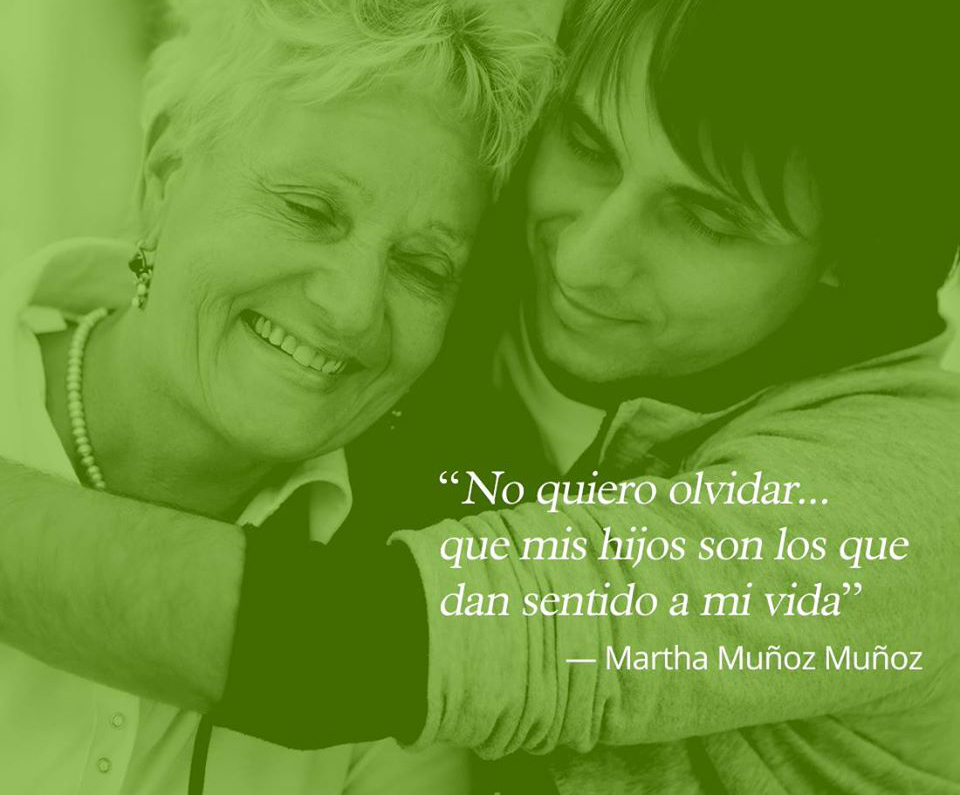 “No quiero olvidar...
que mis hijos son los que
dan sentido a mi vida”
— Martha Muñoz Muñoz